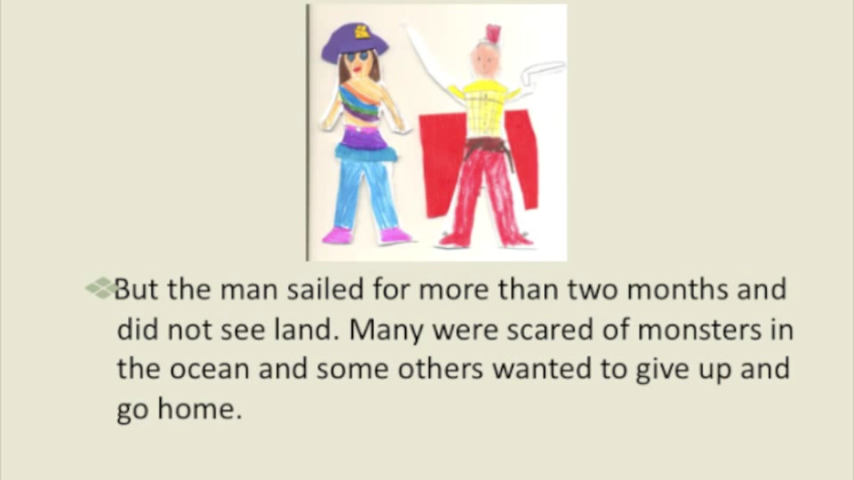 But the man sailed for more than two months and
did not see land. Many were scared of monsters in
the ocean and some others wanted to give up and
go home.